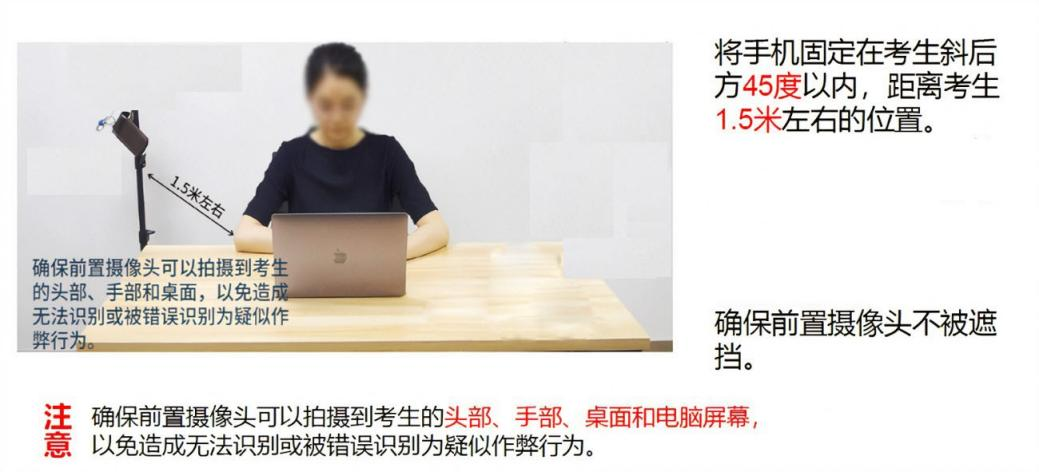 将手机固定在考生斜后
方45度以内，距离考生
1.5米左右的位置。
1.5米左右
确保前置摄像头可以拍摄到考生
的头部、手部和桌面，以免造成
无法识别或被错误识别为疑似作
弊行为。
确保前置摄像头不被遮
挡。
注意
确保前置摄像头可以拍摄到考生的头部、手部、桌面和电脑屏幕，
以免造成无法识别或被错误识别为疑似作弊行为。